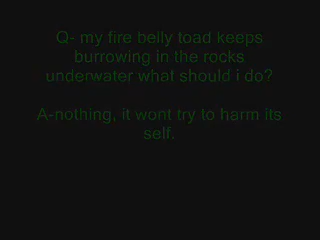 Q- my fire belly toad keeps
burrowing in the rocks
underwater what should i do?
A-nothing, it wont try to harm its
self.